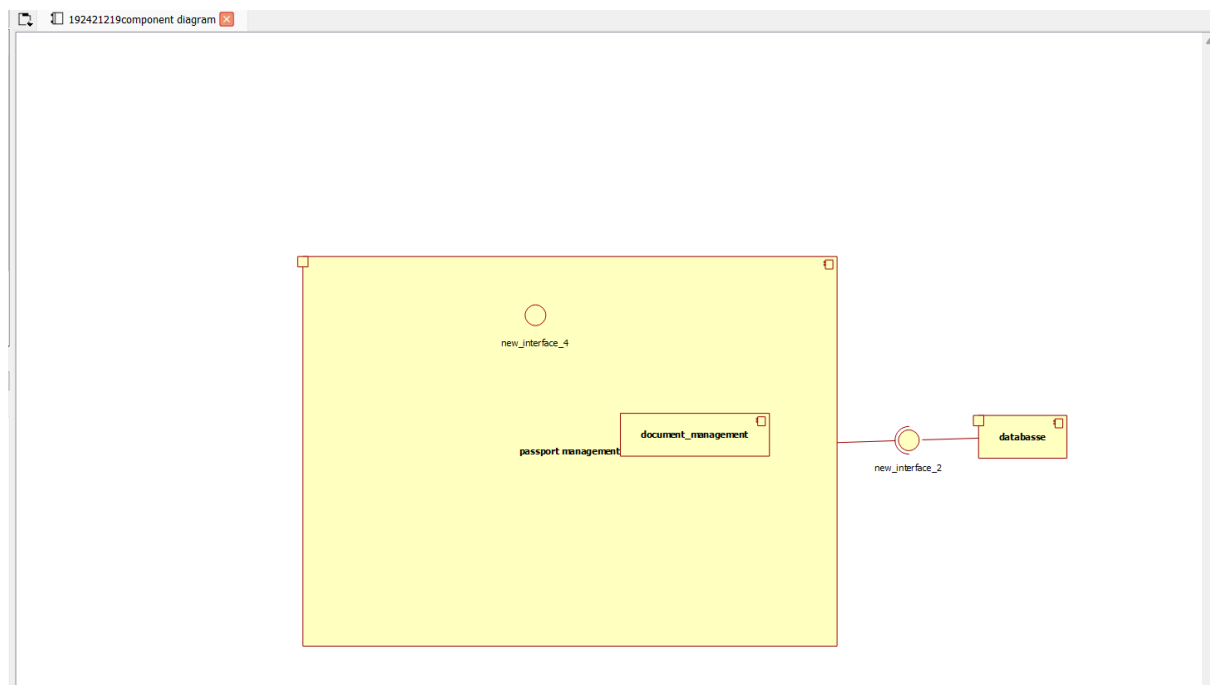 192421219component diagram
new_interface_4
document_management
passport management
databasse
new_interface_2